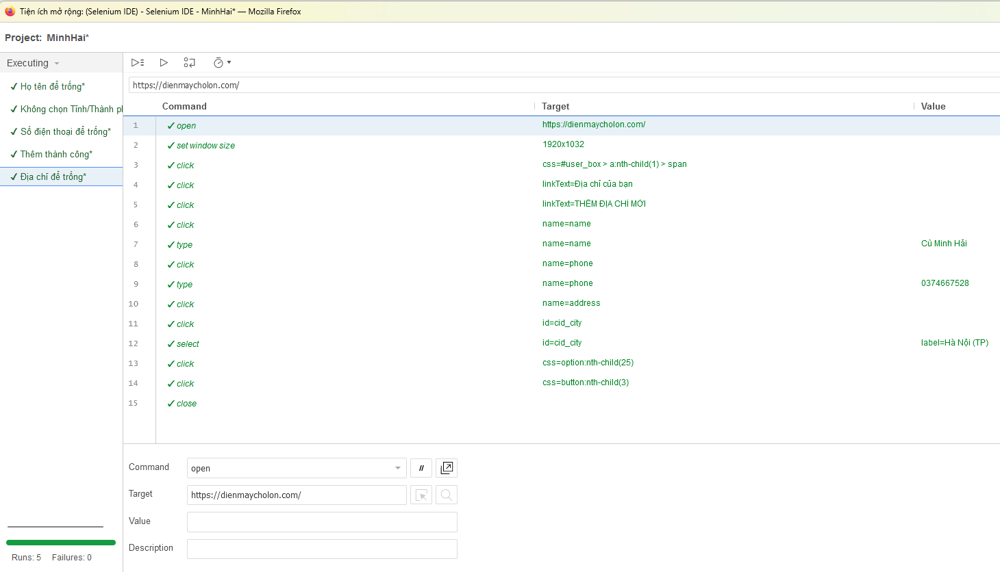 Tiện ích mở rộng: (Selenium IDE) - Selenium IDE - MinhHai* — Mozilla Firefox
Project: MinhHai*
Executing
https://dienmaycholon.com/
Họ tên để trống*
Không chọn Tỉnh/Thành ph
Số điện thoại để trống*
Thêm thành công*
Địa chỉ để trống*
Command Target Value
1 open https://dienmaycholon.com/
2 set window size 1920x1032
3 click css=#user_box > a:nth-child(1) > span
4 click linkText=Địa chỉ của bạn
5 click linkText=THÊM ĐỊA CHỈ MỚI
6 click name=name
7 type name=name Cù Minh Hải
8 click name=phone
9 type name=phone 0374667528
10 click name=address
11 click id=cid_city
12 select id=cid_city label=Hà Nội (TP)
13 click css=option:nth-child(25)
14 click css=button:nth-child(3)
15 close
Command open //
Target https://dienmaycholon.com/
Value
Description
Runs: 5 Failures: 0